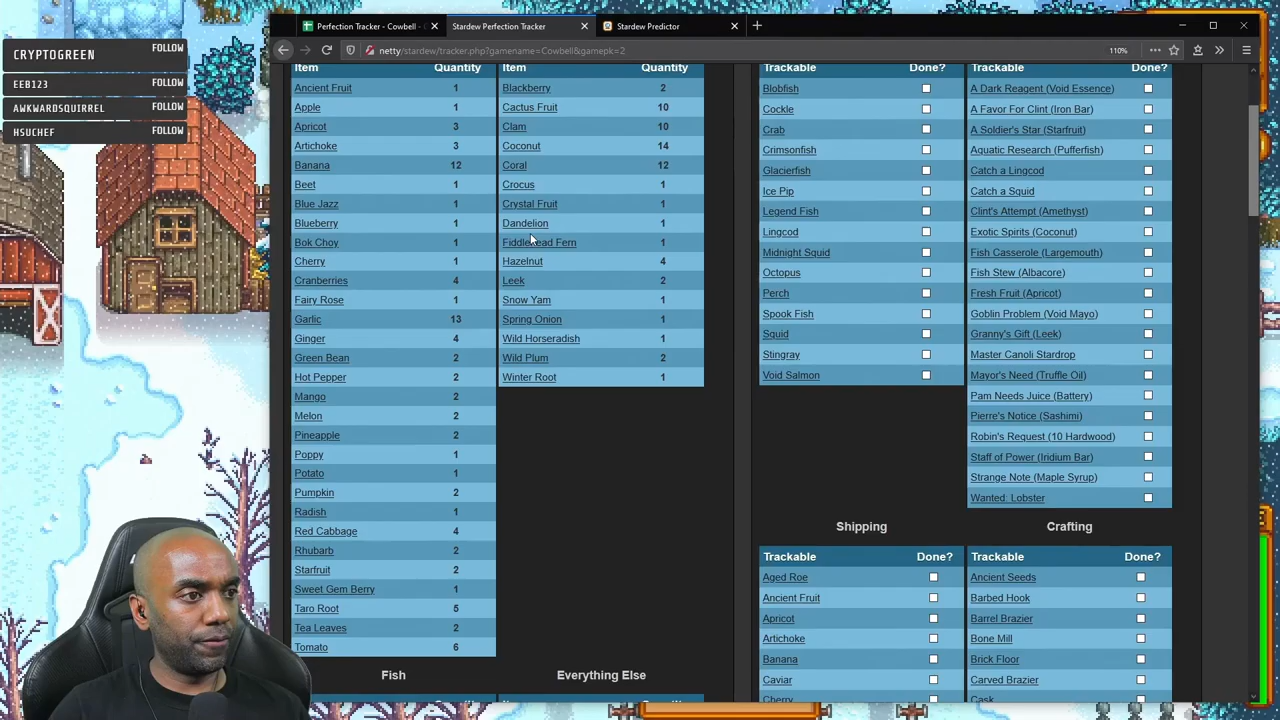 Perfection Tracker - Cowbell -
Stardew Perfection Tracker
Stardew Predictor
netty/stardew/tracker.php?gamename=Cowbell&gamepk=2
110%
CRYPTOGREEN FOLLOW
EEB123 FOLLOW
AWKWARDSQUIRREL FOLLOW
HSUCHEF FOLLOW
Item Quantity
Ancient Fruit 1
Apple 1
Apricot 3
Artichoke 3
Banana 12
Beet 1
Blue Jazz 1
Blueberry 1
Bok Choy 1
Cherry 1
Cranberries 4
Fairy Rose 1
Garlic 13
Ginger 4
Green Bean 2
Hot Pepper 2
Mango 2
Melon 2
Pineapple 2
Poppy 1
Potato 1
Pumpkin 2
Radish 1
Red Cabbage 4
Rhubarb 2
Starfruit 2
Sweet Gem Berry 1
Taro Root 5
Tea Leaves 2
Tomato 6
Item Quantity
Blackberry 2
Cactus Fruit 10
Clam 10
Coconut 14
Coral 12
Crocus 1
Crystal Fruit 1
Dandelion 1
Fiddlehead Fern 1
Hazelnut 4
Leek 2
Snow Yam 1
Spring Onion 1
Wild Horseradish 1
Wild Plum 2
Winter Root 1
Fish
Everything Else
Trackable Done?
Blobfish
Cockle
Crab
Crimsonfish
Glacierfish
Ice Pip
Legend Fish
Lingcod
Midnight Squid
Octopus
Perch
Spook Fish
Squid
Stingray
Void Salmon
Trackable Done?
A Dark Reagent (Void Essence)
A Favor For Clint (Iron Bar)
A Soldier's Star (Starfruit)
Aquatic Research (Pufferfish)
Catch a Lingcod
Catch a Squid
Clint's Attempt (Amethyst)
Exotic Spirits (Coconut)
Fish Casserole (Largemouth)
Fish Stew (Albacore)
Fresh Fruit (Apricot)
Goblin Problem (Void Mayo)
Granny's Gift (Leek)
Master Canoli Stardrop
Mayor's Need (Truffle Oil)
Pam Needs Juice (Battery)
Pierre's Notice (Sashimi)
Robin's Request (10 Hardwood)
Staff of Power (Iridium Bar)
Strange Note (Maple Syrup)
Wanted: Lobster
Shipping
Trackable Done?
Aged Roe
Ancient Fruit
Apricot
Artichoke
Banana
Caviar
Cherry
Crafting
Trackable Done?
Ancient Seeds
Barbed Hook
Barrel Brazier
Bone Mill
Brick Floor
Carved Brazier
Cask